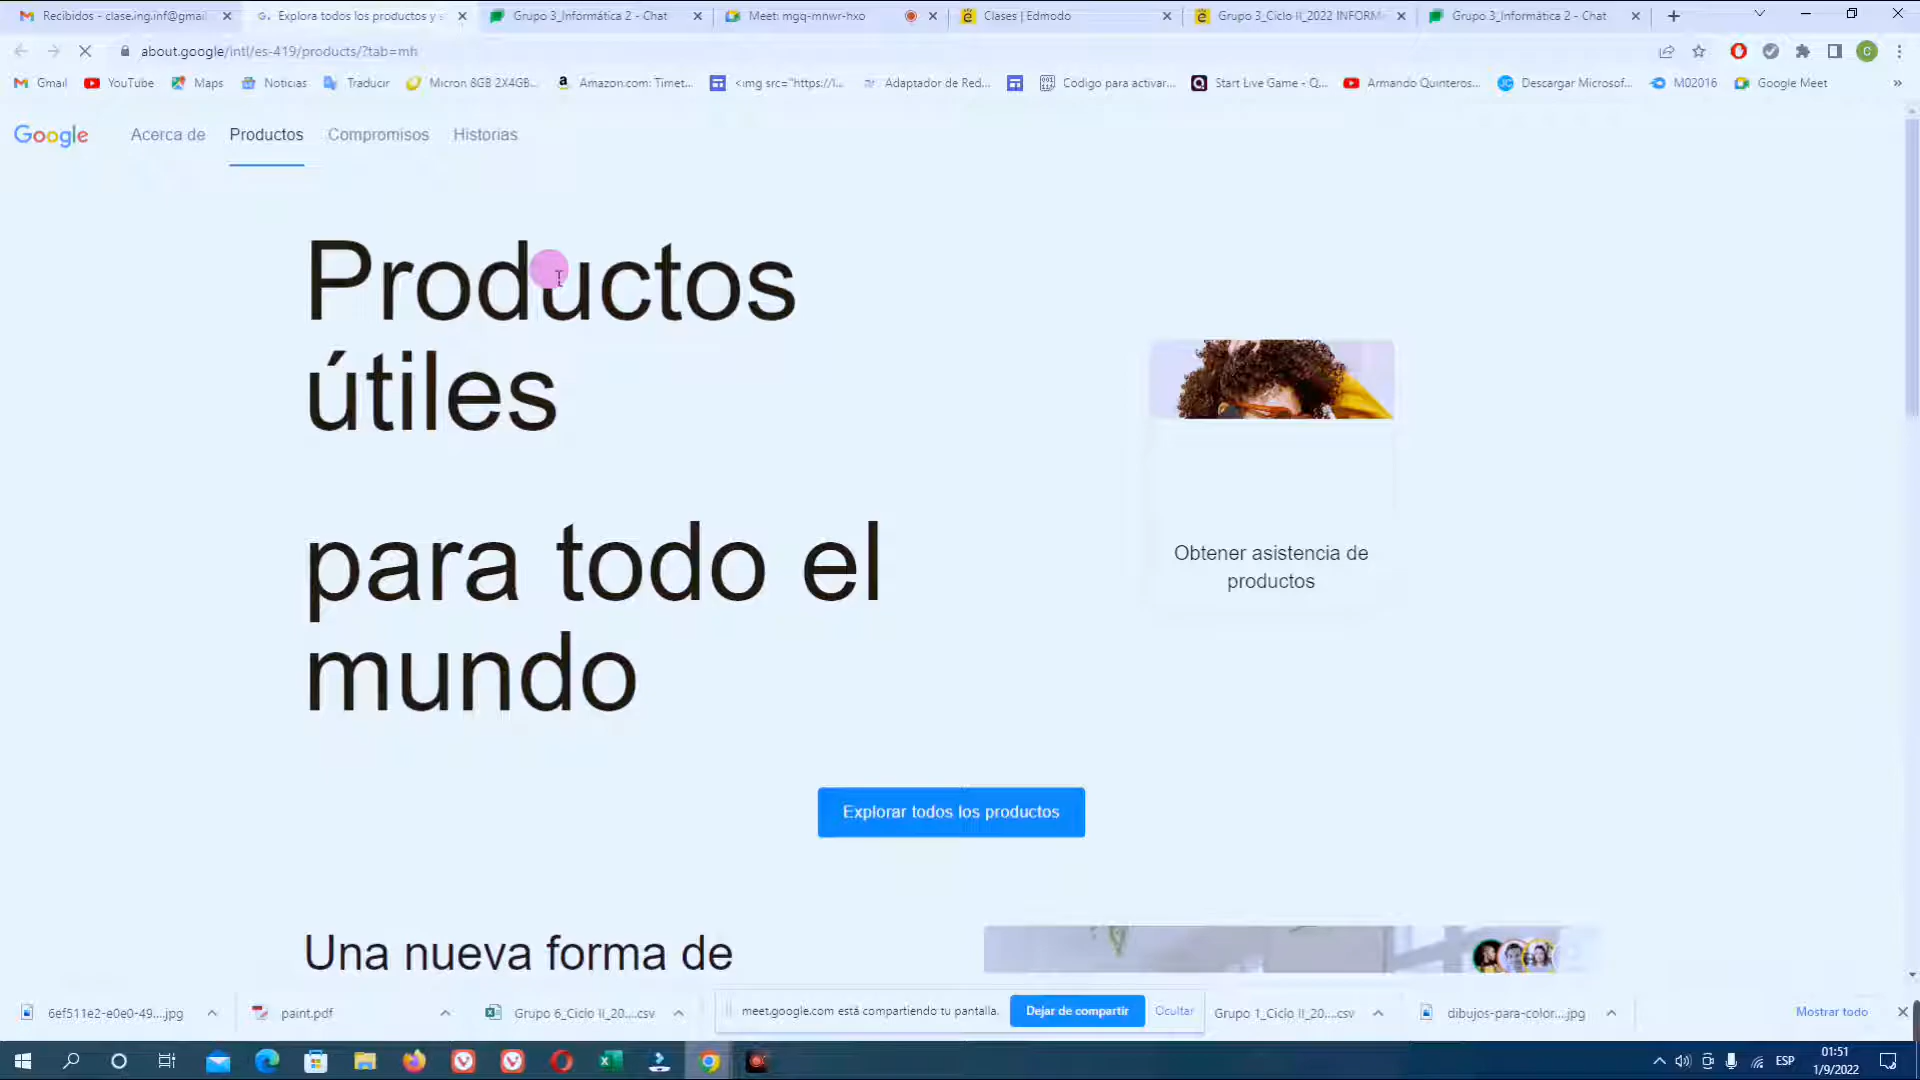 Recibidos - clase.ing.inf@gmail
Explora todos los productos y s
Grupo 3_Informática 2 - Chat
Meet: mgq-mnwr-hxo
Clases | Edmodo
Grupo 3_Ciclo II_2022 INFORM
Grupo 3_Informática 2 - Chat
about.google/intl/es-419/products/?tab=mh
C
Gmail
YouTube
Maps
Noticias
Traducir
Micron 8GB 2X4GB...
Amazon.com: Timet...
<img src="https://l...
Adaptador de Red...
Codigo para activar...
Start Live Game - Q...
Armando Quinteros...
Descargar Microsof...
M02016
Google Meet
»
Google
Acerca de
Productos
Compromisos
Historias
Productos
útiles
para todo el
mundo
Obtener asistencia de
productos
Explorar todos los productos
Una nueva forma de
6ef511e2-e0e0-49....jpg
paint.pdf
Grupo 6_Ciclo II_20....csv
meet.google.com está compartiendo tu pantalla.
Dejar de compartir
Ocultar
Grupo 1_Ciclo II_20....csv
dibujos-para-color....jpg
Mostrar todo
ESP
01:51
1/9/2022